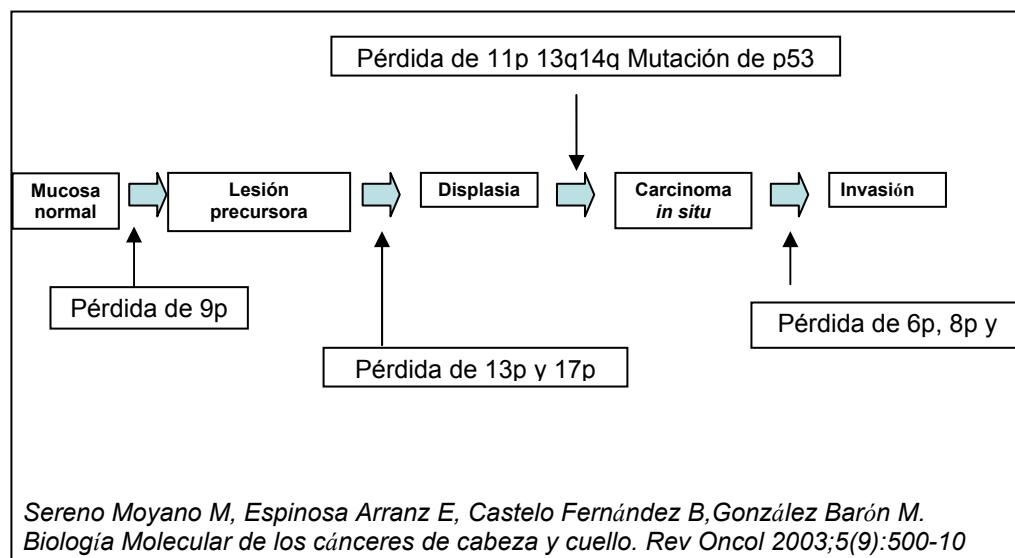 Pérdida de 11p 13q14q Mutación de p53
Mucosa
normal
Lesión
precursora
Displasia
Carcinoma
in situ
Invasión
Pérdida de 9p
Pérdida de 13p y 17p
Pérdida de 6p, 8p y
Sereno Moyano M, Espinosa Arranz E, Castelo Fernández B,González Barón M.
Biología Molecular de los cánceres de cabeza y cuello. Rev Oncol 2003;5(9):500-10